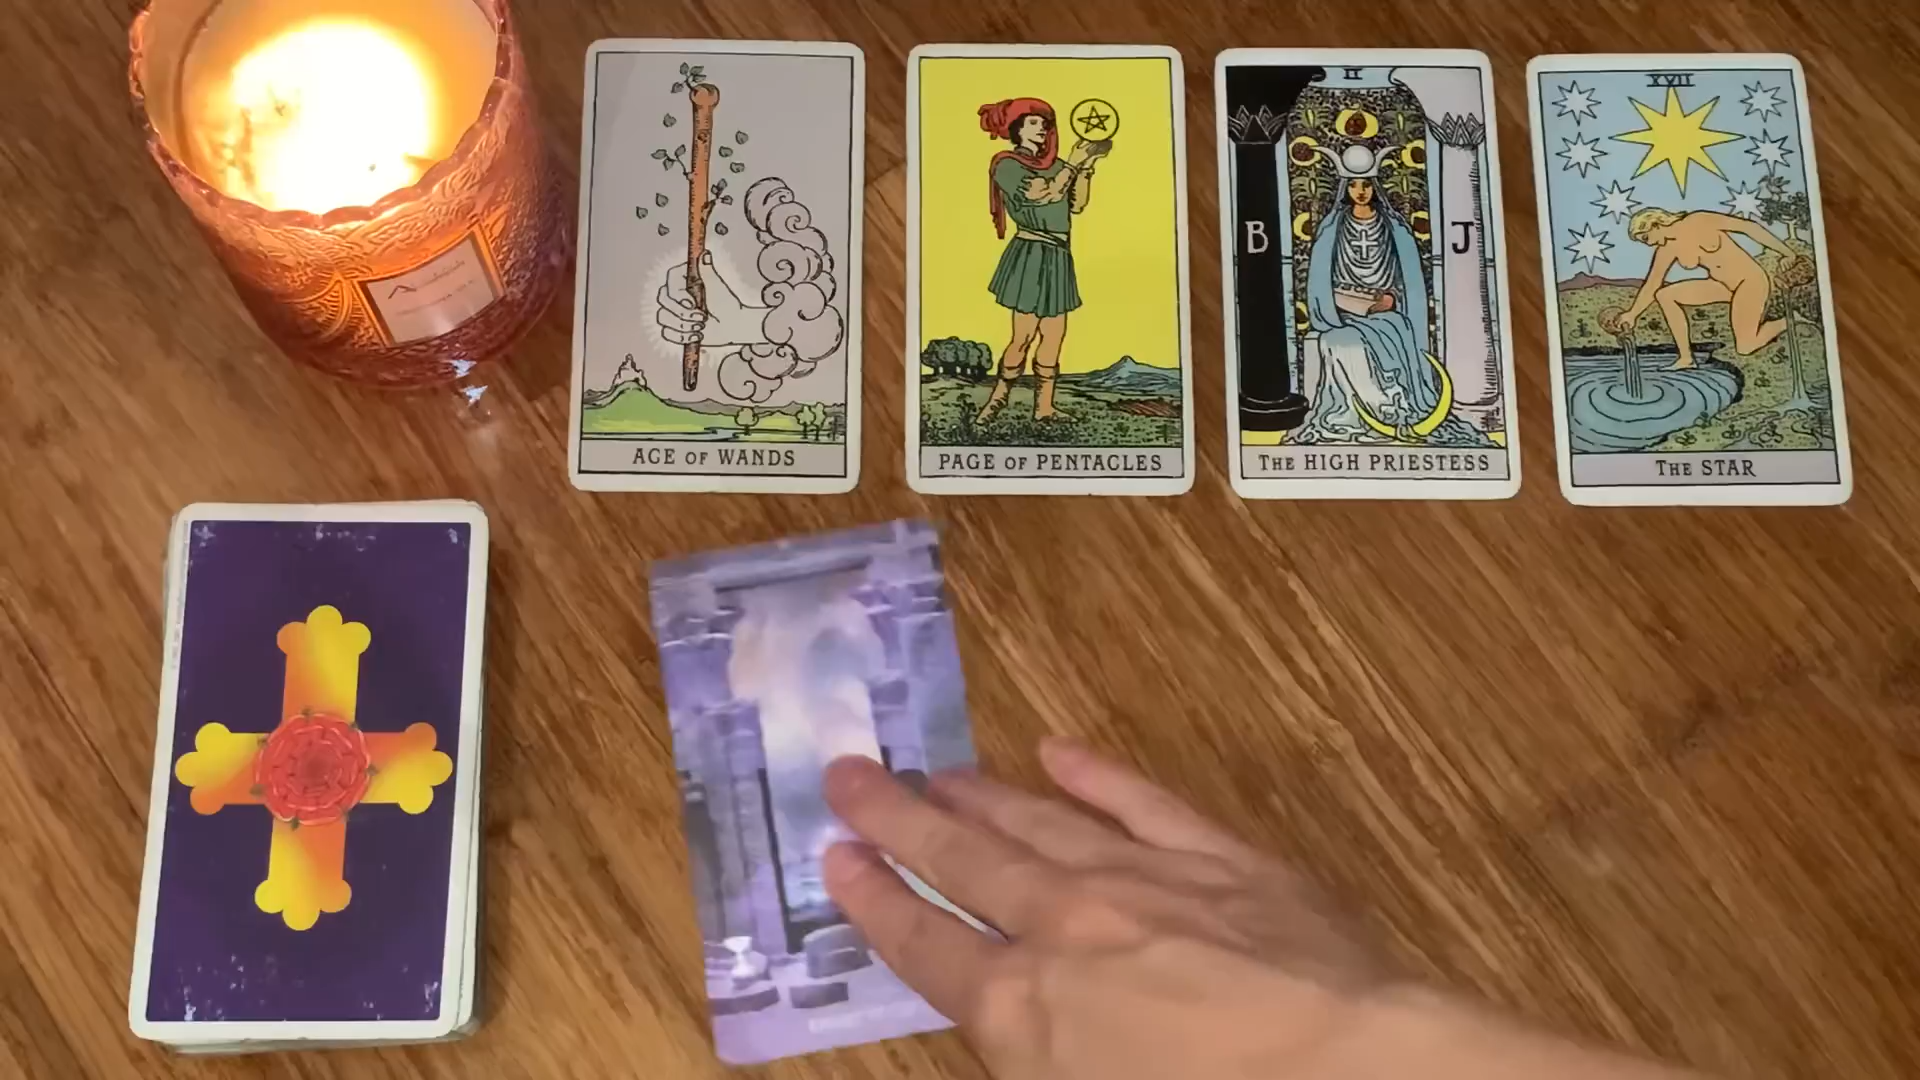 ACE OF WANDS
PAGE OF PENTACLES
II
B
J
THE HIGH PRIESTESS
XVII
THE STAR